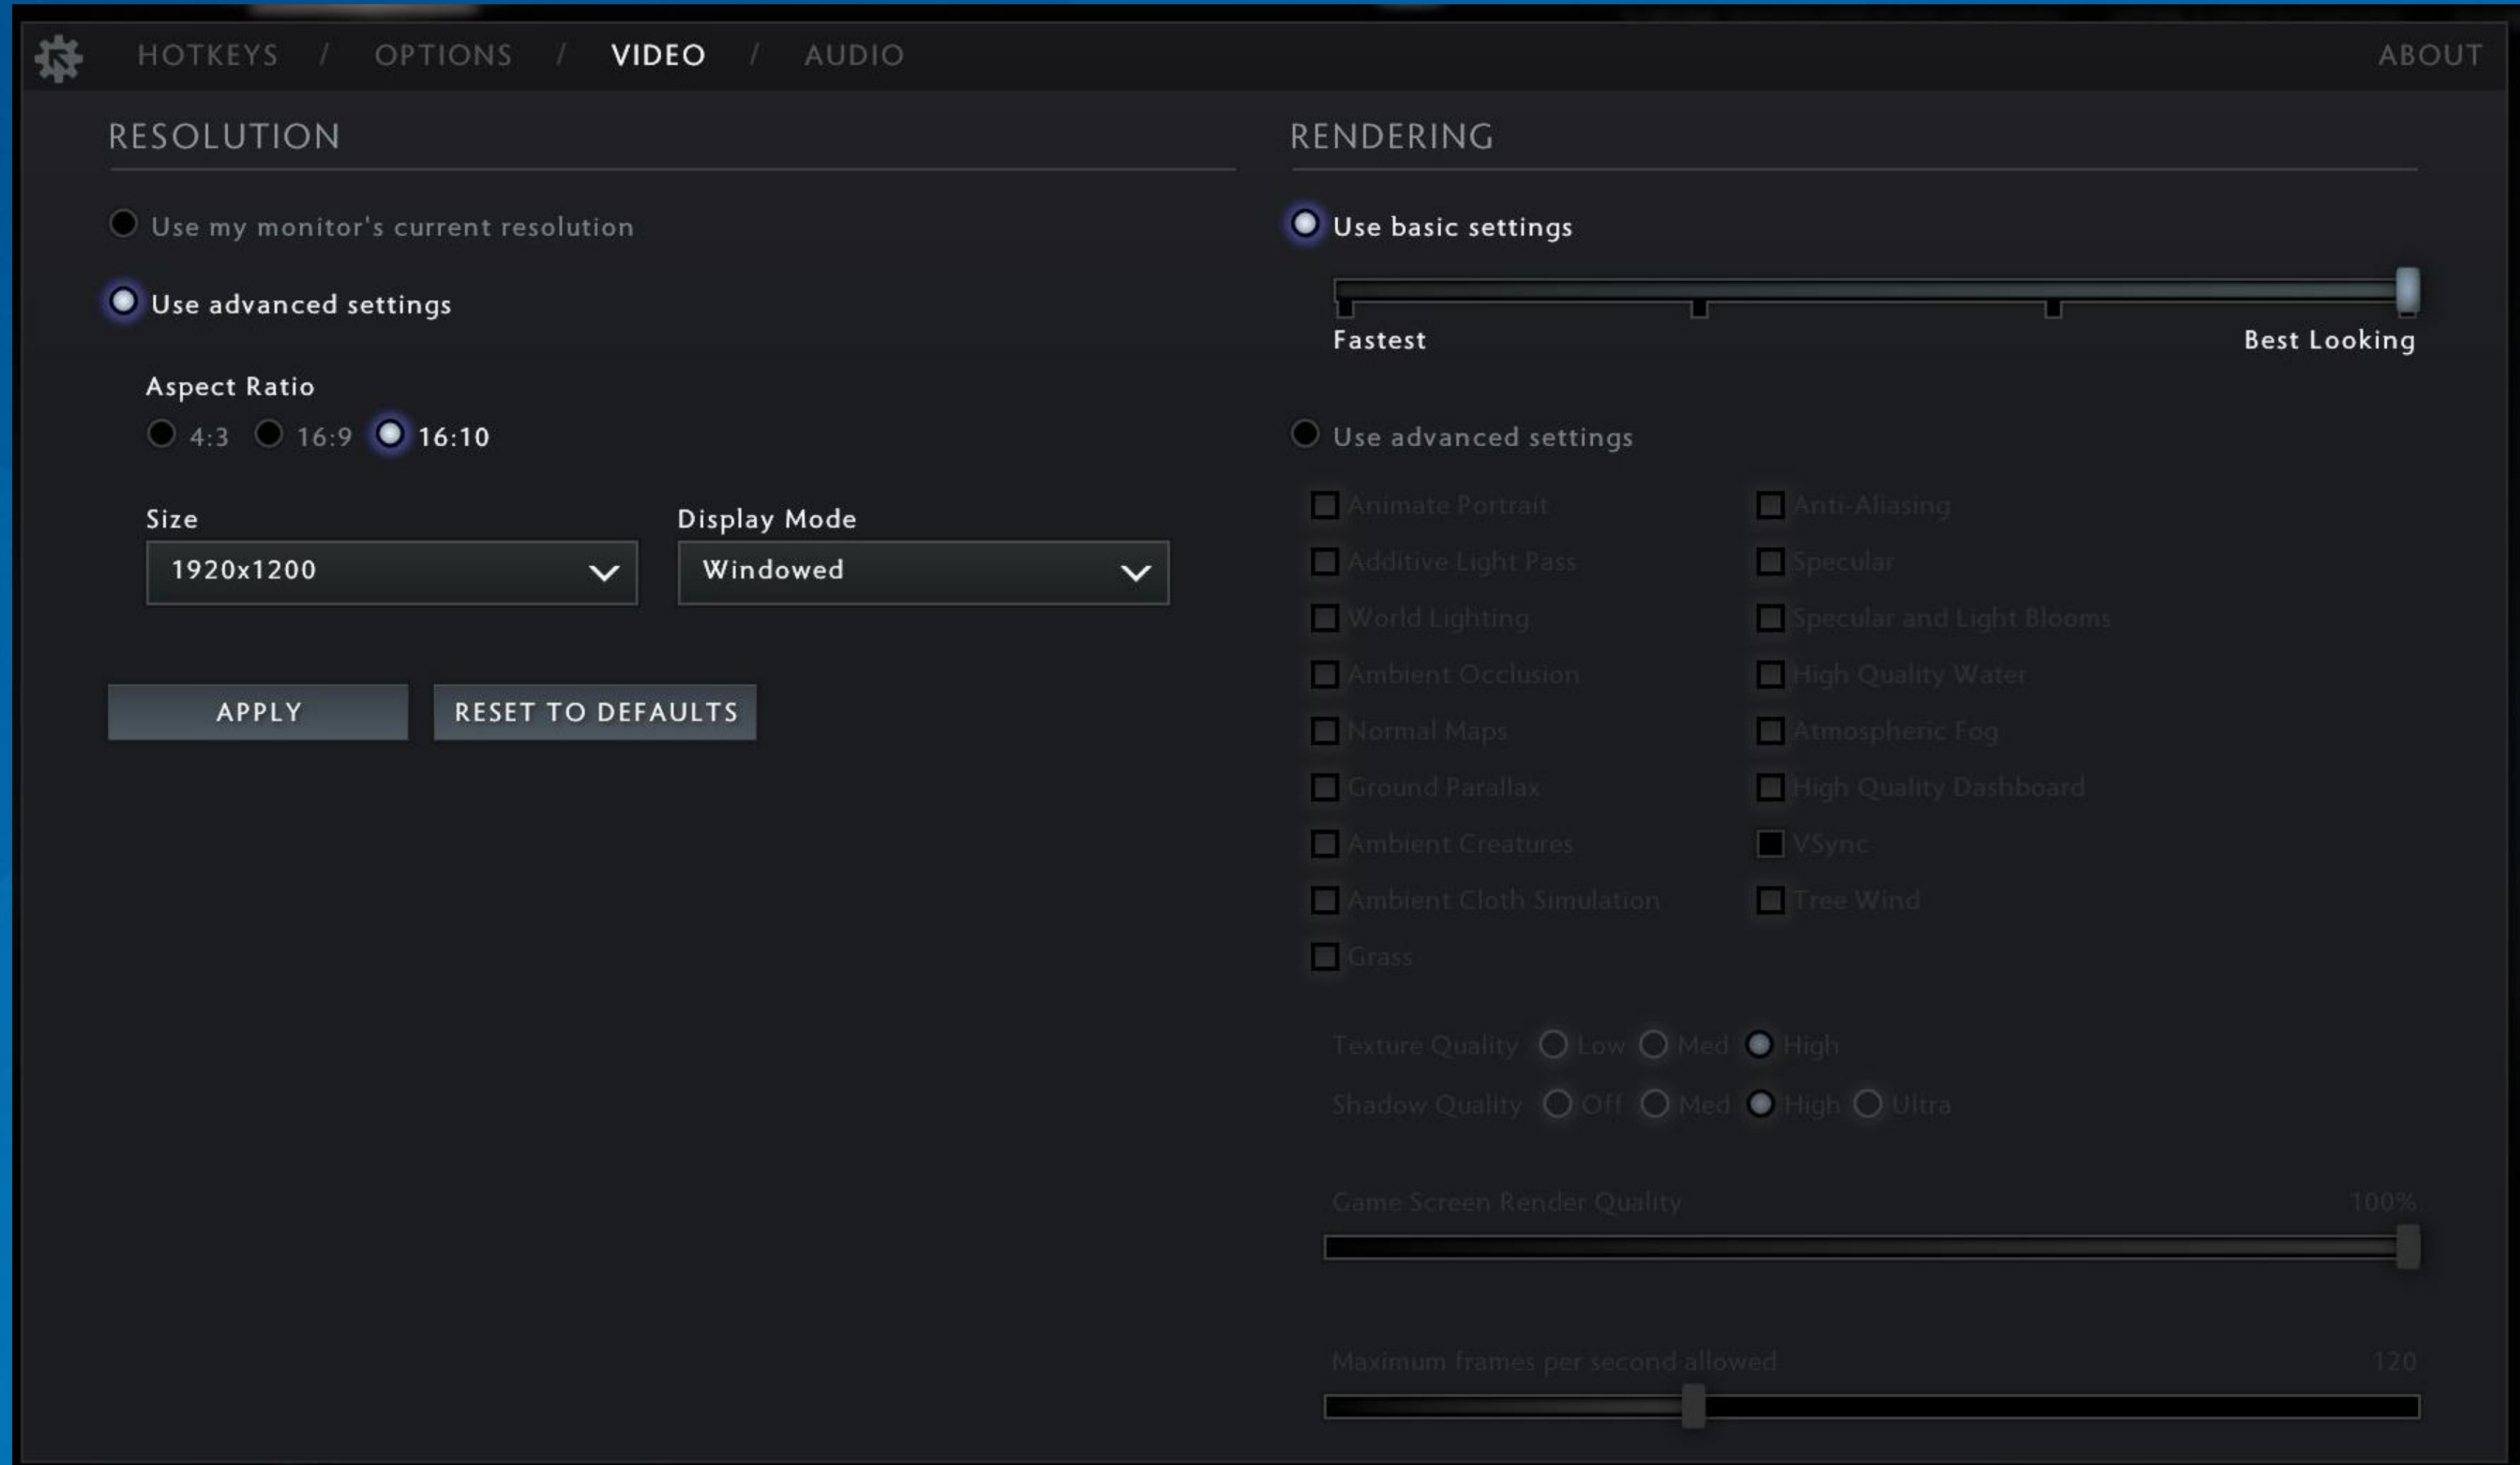 HOTKEYS / OPTIONS / VIDEO / AUDIO ABOUT
RESOLUTION
Use my monitor's current resolution
Use advanced settings
Aspect Ratio
4:3 16:9 16:10
Size Display Mode
1920x1200 Windowed
APPLY RESET TO DEFAULTS
RENDERING
Use basic settings
Fastest Best Looking
Use advanced settings
Animate Portrait Anti-Aliasing
Additive Light Pass Specular
World Lighting Specular and Light Blooms
Ambient Occlusion High Quality Water
Normal Maps Atmospheric Fog
Ground Parallax High Quality Dashboard
Ambient Creatures VSync
Ambient Cloth Simulation Tree Wind
Grass
Texture Quality Low Med High
Shadow Quality Off Med High Ultra
Game Screen Render Quality 100%
Maximum frames per second allowed 120